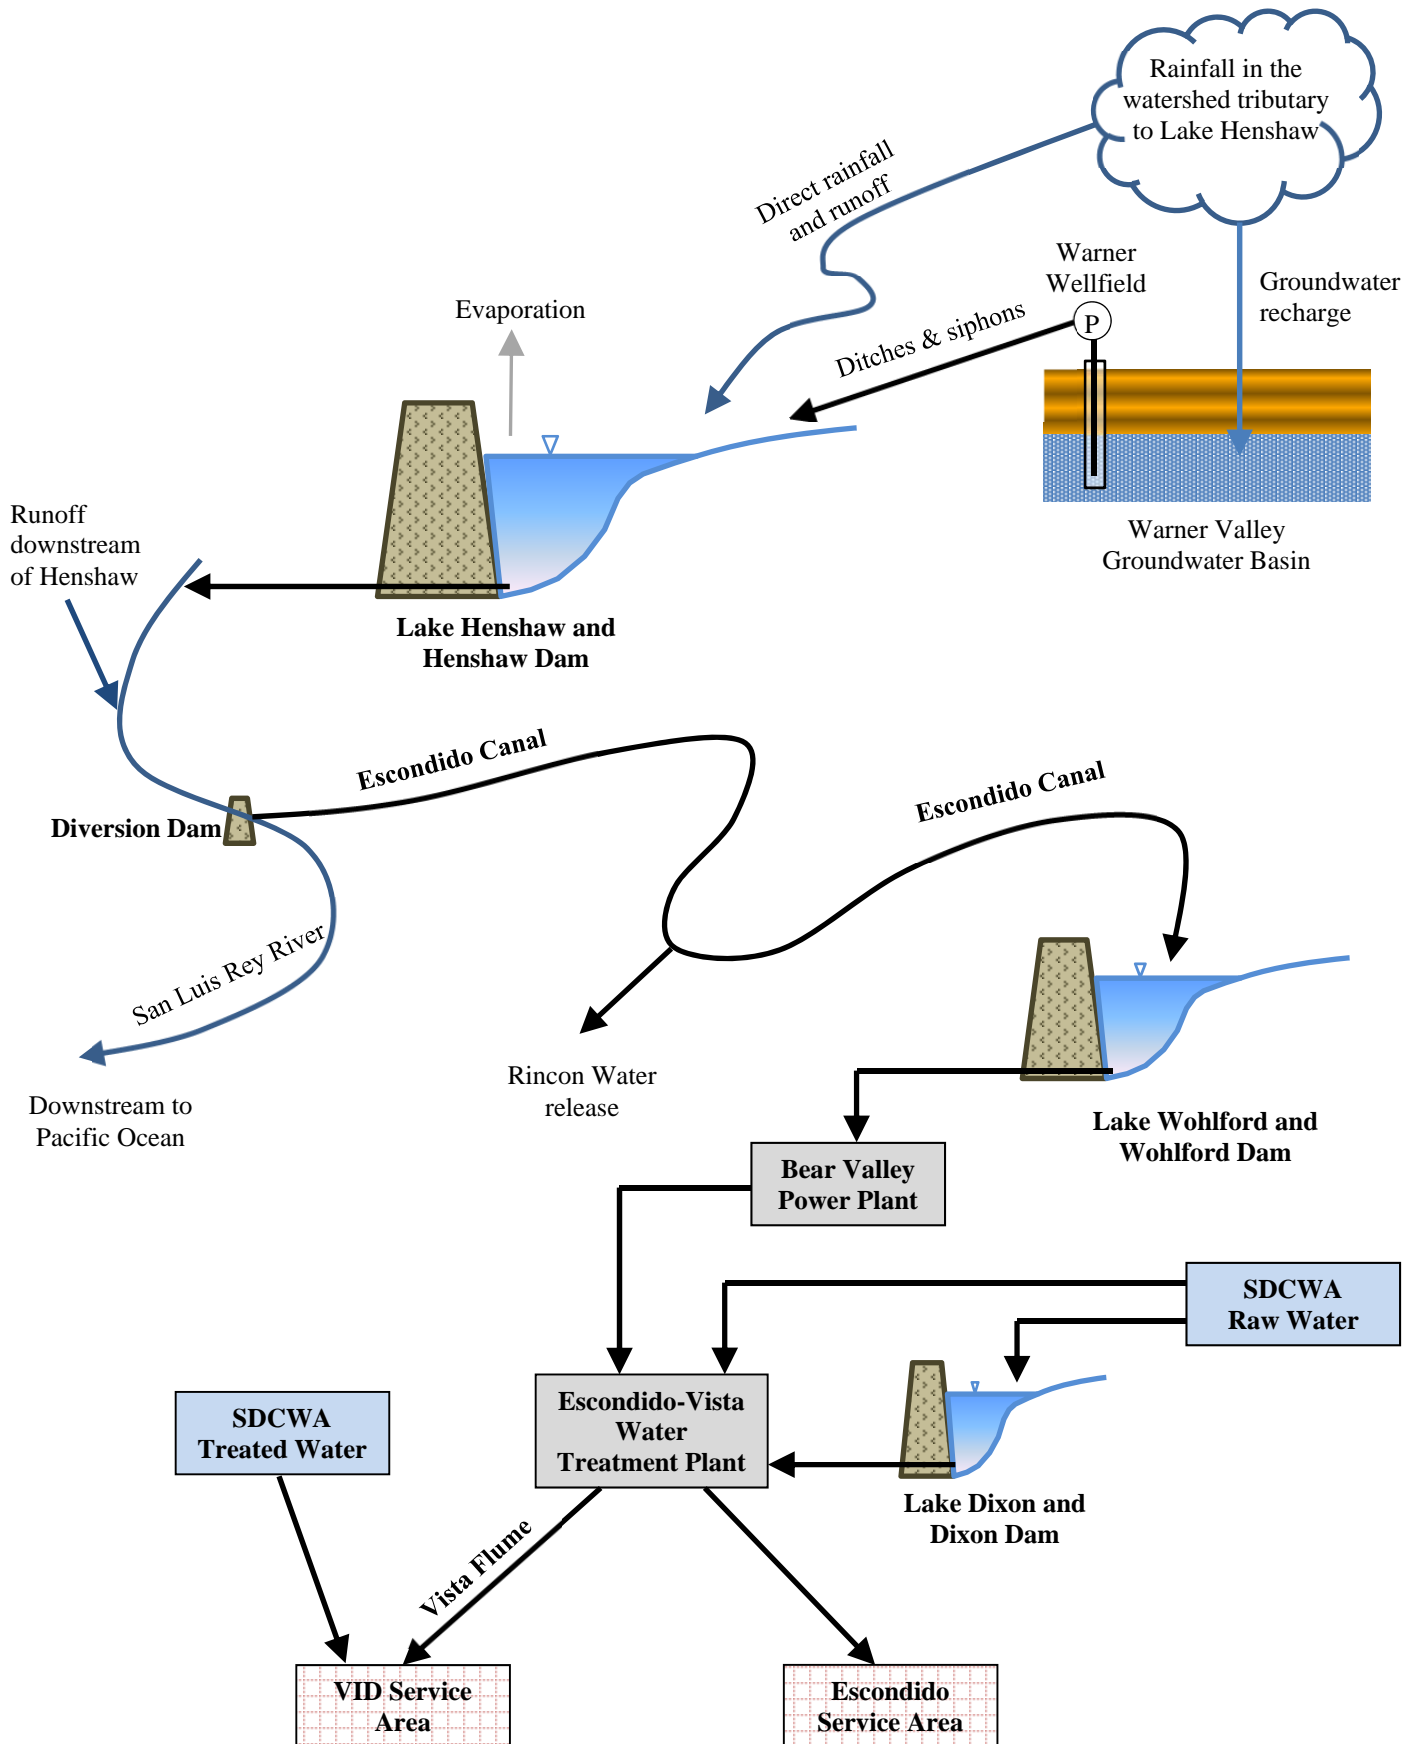 Rainfall in the
watershed tributary
to Lake Henshaw
Direct rainfall
and runoff
Warner
Wellfield
P
Groundwater
recharge
Evaporation
Ditches & siphons
Warner Valley
Groundwater Basin
Runoff
downstream
of Henshaw
Lake Henshaw and
Henshaw Dam
Escondido Canal
Escondido Canal
Diversion Dam
San Luis Rey River
Downstream to
Pacific Ocean
Rincon Water
release
Lake Wohlford and
Wohlford Dam
Bear Valley
Power Plant
SDCWA
Raw Water
SDCWA
Treated Water
Escondido-Vista
Water
Treatment Plant
Lake Dixon and
Dixon Dam
Vista Flume
VID Service
Area
Escondido
Service Area